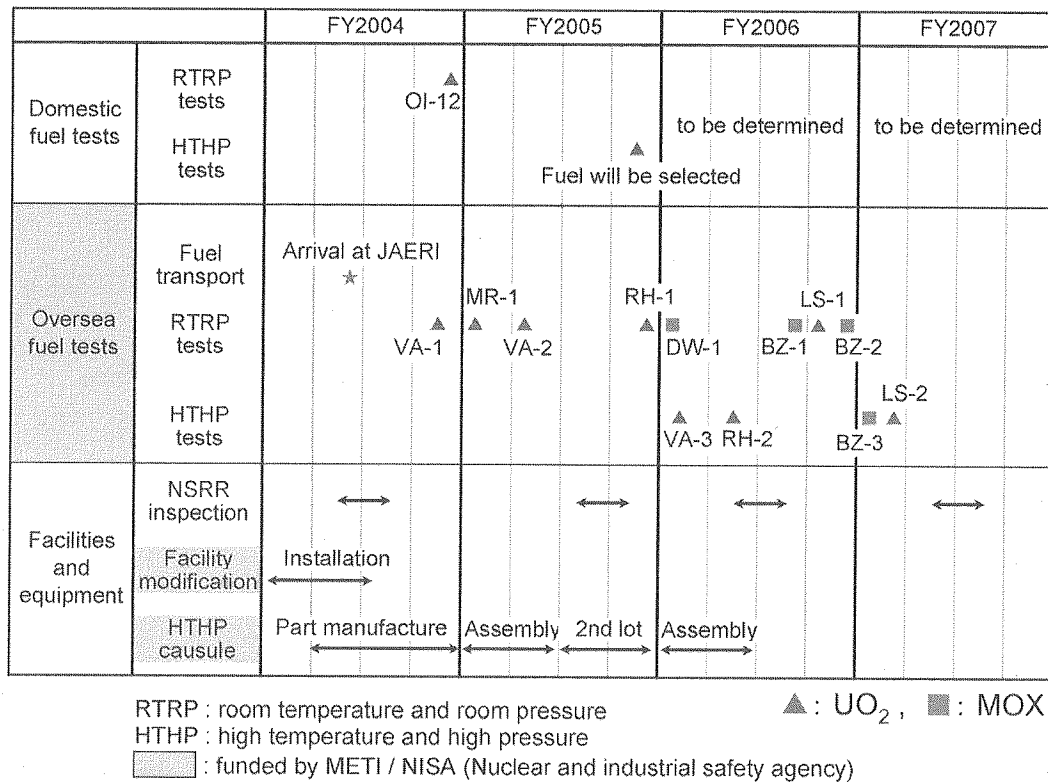 FY2004 FY2005 FY2006 FY2007
Domestic fuel tests
RTRP tests
OI-12
HTHP tests
Fuel will be selected
to be determined
to be determined
Oversea fuel tests
Fuel transport
Arrival at JAERI
RTRP tests
VA-1
MR-1
VA-2
RH-1
DW-1
BZ-1
LS-1
BZ-2
HTHP tests
VA-3
RH-2
BZ-3
LS-2
Facilities and equipment
NSRR inspection
Facility modification
Installation
HTHP causule
Part manufacture
Assembly
2nd lot
Assembly
RTRP : room temperature and room pressure
HTHP : high temperature and high pressure
: funded by METI / NISA (Nuclear and industrial safety agency)
▲ : UO₂ , ■ : MOX